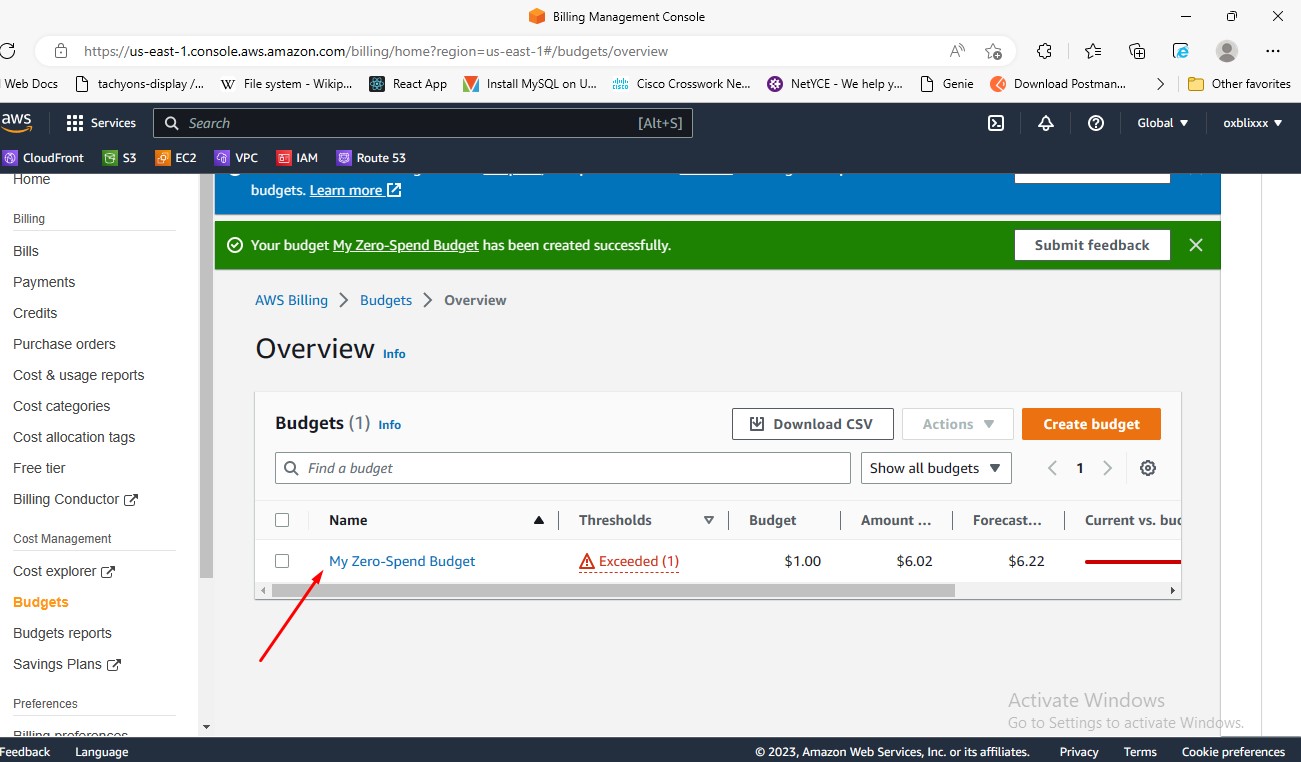 Billing Management Console
https://us-east-1.console.aws.amazon.com/billing/home?region=us-east-1#/budgets/overview
Web Docs tachyons-display /... W File system - Wikip... React App Install MySQL on U... cisco Cisco Crosswork Ne... NetYCE - We help y... Genie Download Postman... Other favorites
aws Services Search [Alt+S] Global oxblixxx
CloudFront S3 EC2 VPC IAM Route 53
Home
Billing
Bills
Payments
Credits
Purchase orders
Cost & usage reports
Cost categories
Cost allocation tags
Free tier
Billing Conductor
Cost Management
Cost explorer
Budgets
Budgets reports
Savings Plans
Preferences
Billing preferences
budgets. Learn more
Your budget My Zero-Spend Budget has been created successfully. Submit feedback
AWS Billing > Budgets > Overview
Overview Info
Budgets (1) Info Download CSV Actions Create budget
Find a budget Show all budgets 1
Name Thresholds Budget Amount ... Forecast... Current vs. bud
My Zero-Spend Budget Exceeded (1) $1.00 $6.02 $6.22
Activate Windows
Go to Settings to activate Windows.
Feedback Language © 2023, Amazon Web Services, Inc. or its affiliates. Privacy Terms Cookie preferences